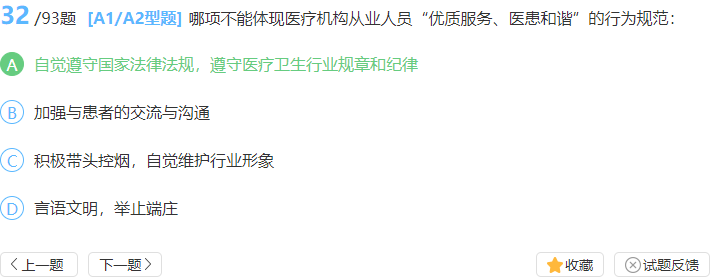 32/93题 [A1/A2型题] 哪项不能体现医疗机构从业人员“优质服务、医患和谐”的行为规范：
A 自觉遵守国家法律法规，遵守医疗卫生行业规章和纪律
B 加强与患者的交流与沟通
C 积极带头控烟，自觉维护行业形象
D 言语文明，举止端庄
上一题 下一题 收藏 试题反馈